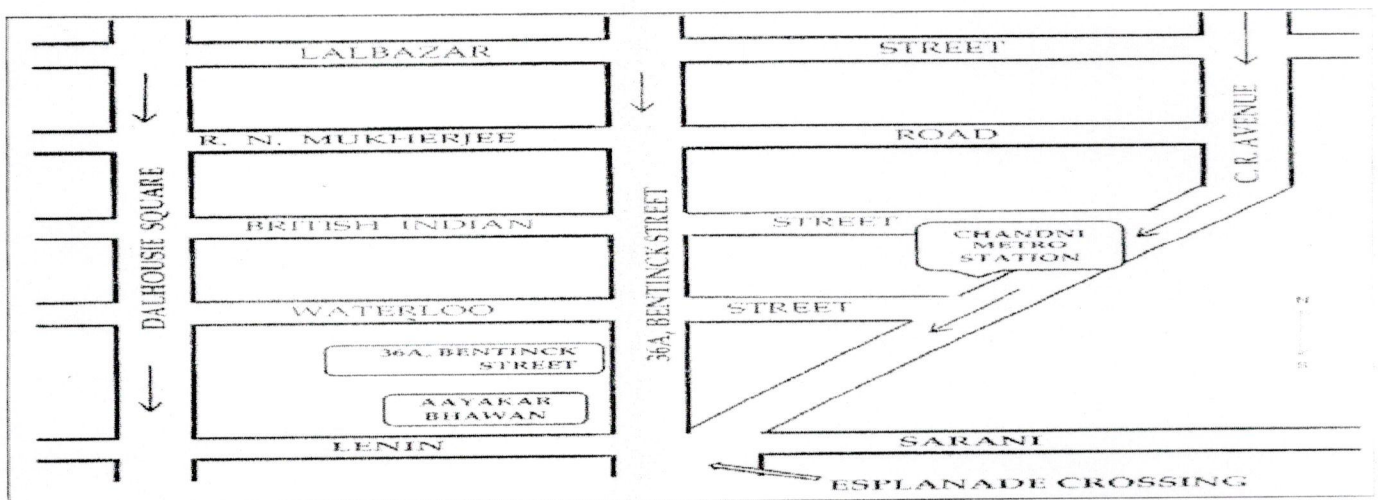 LALBAZAR STREET
R. N. MUKHERJEE ROAD
C. R. AVENUE
DALHOUSIE SQUARE
36A, BENTINCK STREET
BRITISH INDIAN STREET
CHANDNI
METRO
STATION
WATERLOO STREET
N
S
36A, BENTINCK
STREET
AAYAKAR
BHAWAN
LENIN SARANI
ESPLANADE CROSSING